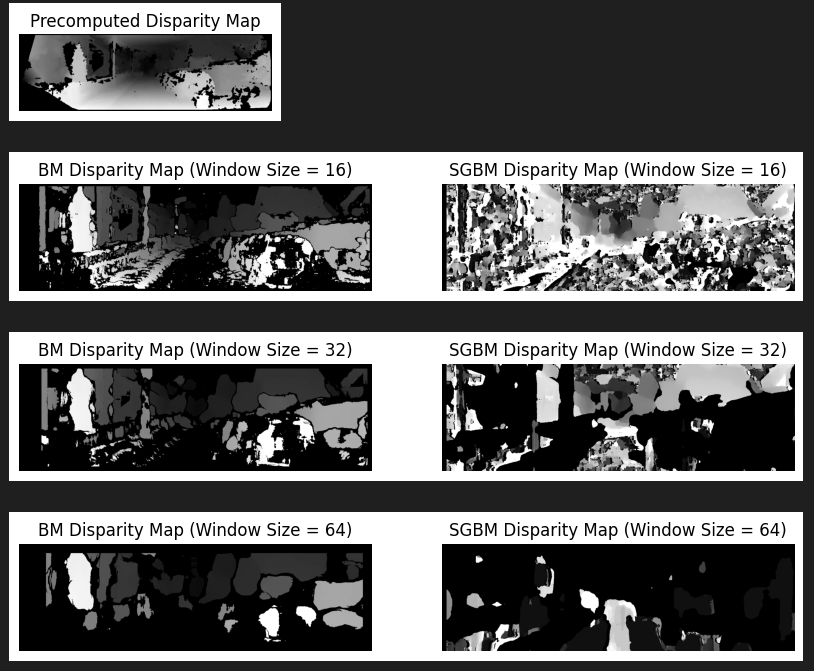 Precomputed Disparity Map
BM Disparity Map (Window Size = 16)
SGBM Disparity Map (Window Size = 16)
BM Disparity Map (Window Size = 32)
SGBM Disparity Map (Window Size = 32)
BM Disparity Map (Window Size = 64)
SGBM Disparity Map (Window Size = 64)